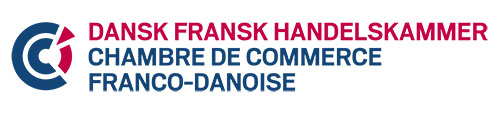 DANSK FRANSK HANDELSKAMMER
CHAMBRE DE COMMERCE
FRANCO-DANOISE